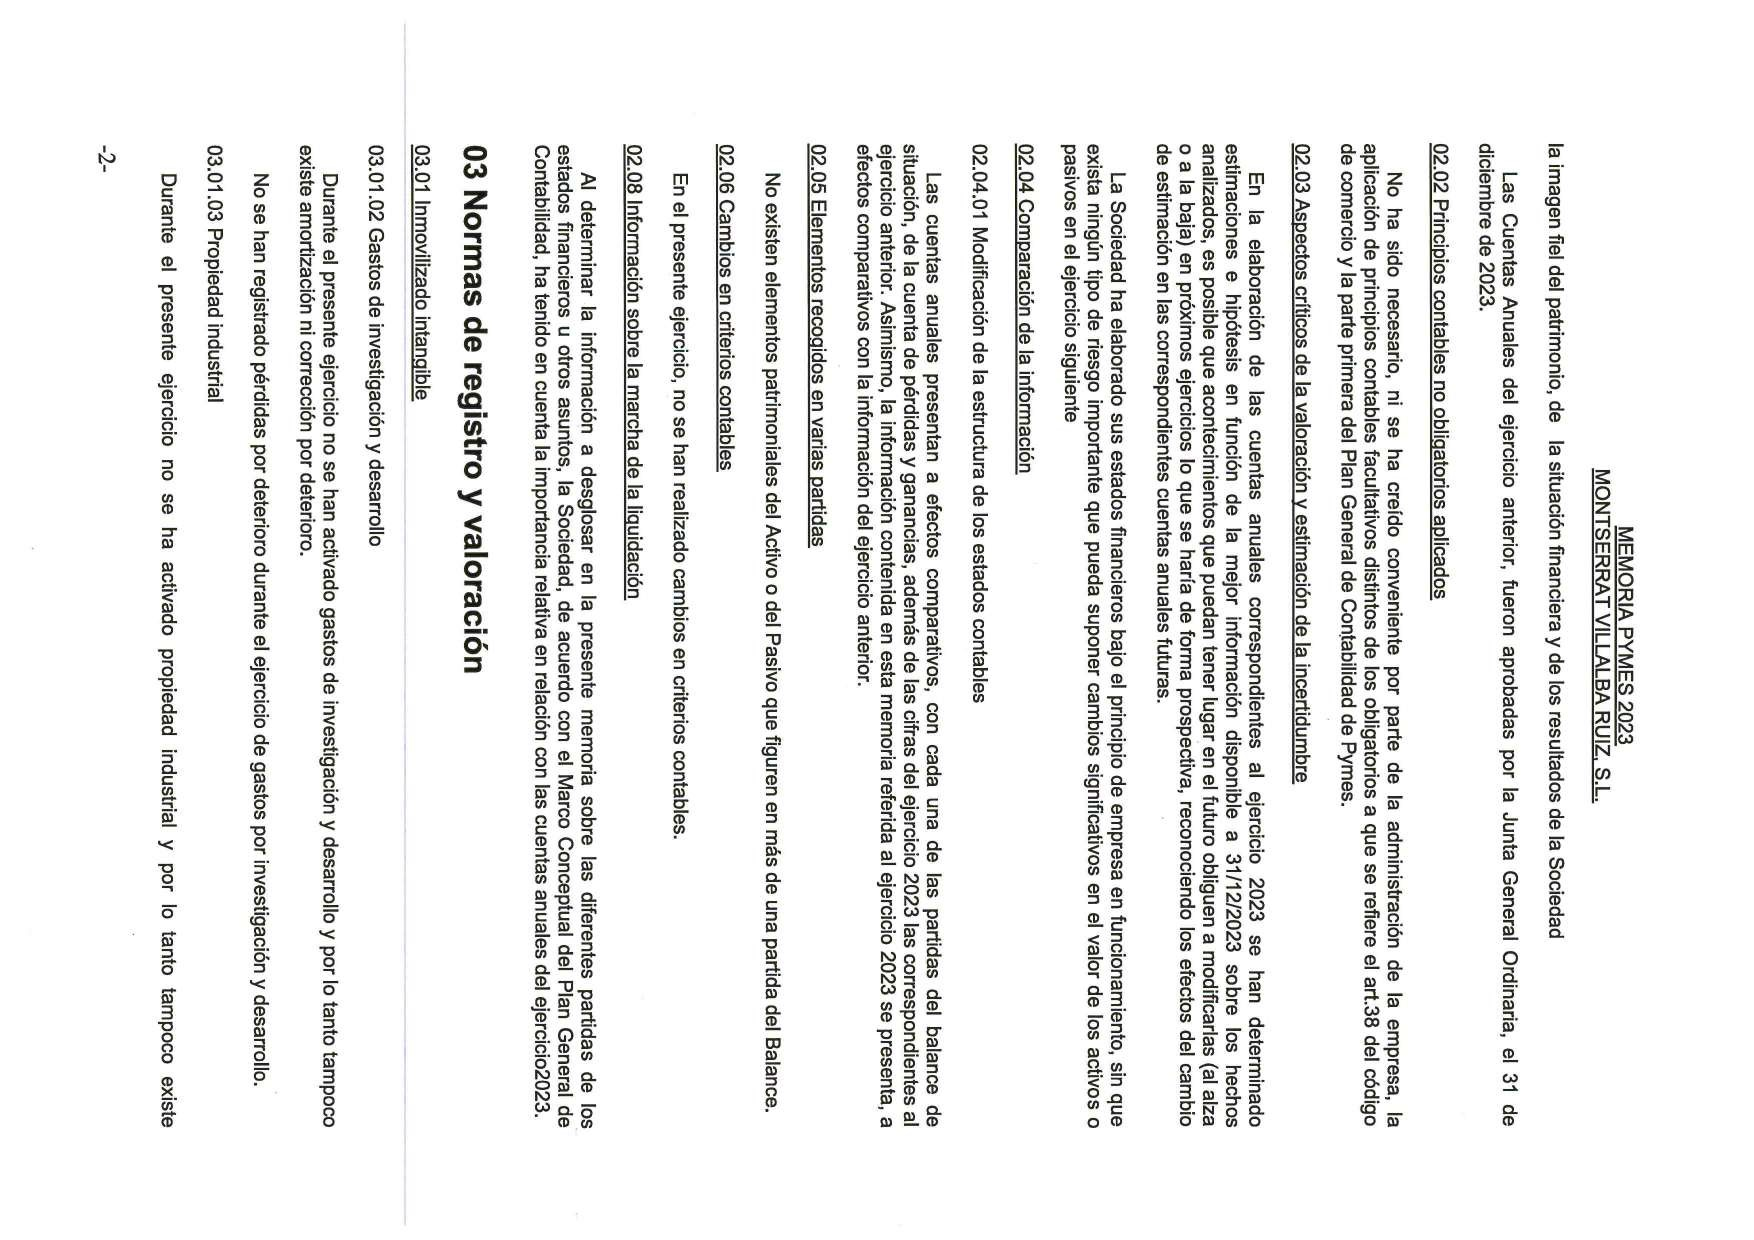 MEMORIA PYMES 2023
MONTSERRAT VILLALBA RUIZ, S.L.
la imagen fiel del patrimonio, de la situación financiera y de los resultados de la Sociedad
Las Cuentas Anuales del ejercicio anterior, fueron aprobadas por la Junta General Ordinaria, el 31 de
diciembre de 2023.
02.02 Principios contables no obligatorios aplicados
No ha sido necesario, ni se ha creído conveniente por parte de la administración de la empresa, la
aplicación de principios contables facultativos distintos de los obligatorios a que se refiere el art.38 del código
de comercio y la parte primera del Plan General de Contabilidad de Pymes.
02.03 Aspectos críticos de la valoración y estimación de la incertidumbre
En la elaboración de las cuentas anuales correspondientes al ejercicio 2023 se han determinado
estimaciones e hipótesis en función de la mejor información disponible a 31/12/2023 sobre los hechos
analizados, es posible que acontecimientos que puedan tener lugar en el futuro obliguen a modificarlas (al alza
o a la baja) en próximos ejercicios lo que se haría de forma prospectiva, reconociendo los efectos del cambio
de estimación en las correspondientes cuentas anuales futuras.
La Sociedad ha elaborado sus estados financieros bajo el principio de empresa en funcionamiento, sin que
exista ningún tipo de riesgo importante que pueda suponer cambios significativos en el valor de los activos o
pasivos en el ejercicio siguiente
02.04 Comparación de la información
02.04.01 Modificación de la estructura de los estados contables
Las cuentas anuales presentan a efectos comparativos, con cada una de las partidas del balance de
situación, de la cuenta de pérdidas y ganancias, además de las cifras del ejercicio 2023 las correspondientes al
ejercicio anterior. Asimismo, la información contenida en esta memoria referida al ejercicio 2023 se presenta, a
efectos comparativos con la información del ejercicio anterior.
02.05 Elementos recogidos en varias partidas
No existen elementos patrimoniales del Activo o del Pasivo que figuren en más de una partida del Balance.
02.06 Cambios en criterios contables
En el presente ejercicio, no se han realizado cambios en criterios contables.
02.08 Información sobre la marcha de la liquidación
Al determinar la información a desglosar en la presente memoria sobre las diferentes partidas de los
estados financieros u otros asuntos, la Sociedad, de acuerdo con el Marco Conceptual del Plan General de
Contabilidad, ha tenido en cuenta la importancia relativa en relación con las cuentas anuales del ejercicio2023.
03 Normas de registro y valoración
03.01 Inmovilizado intangible
03.01.02 Gastos de investigación y desarrollo
Durante el presente ejercicio no se han activado gastos de investigación y desarrollo y por lo tanto tampoco
existe amortización ni corrección por deterioro.
No se han registrado pérdidas por deterioro durante el ejercicio de gastos por investigación y desarrollo.
03.01.03 Propiedad industrial
Durante el presente ejercicio no se ha activado propiedad industrial y por lo tanto tampoco existe
-2-